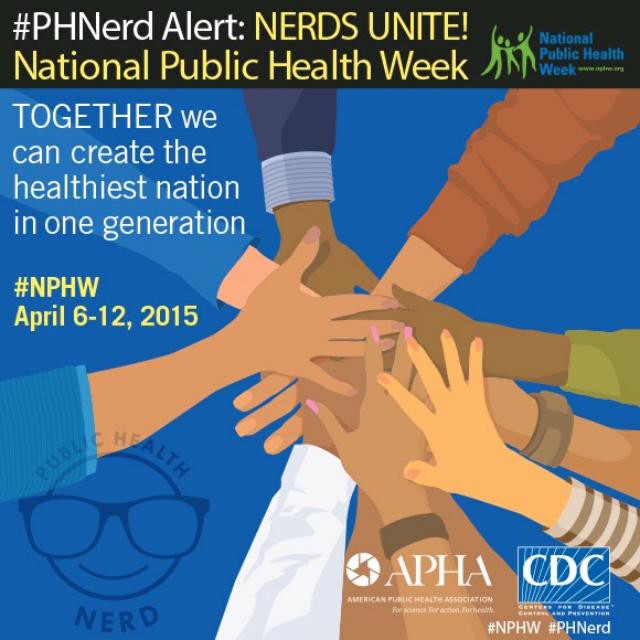 #PHNerd Alert: NERDS UNITE!
National Public Health Week
National
Public Health
Week www.nphw.org
TOGETHER we
can create the
healthiest nation
in one generation
#NPHW
April 6-12, 2015
PUBLIC HEALTH
NERD
APHA
AMERICAN PUBLIC HEALTH ASSOCIATION
For science. For action. For health.
CDC
CENTERS FOR DISEASE
CONTROL AND PREVENTION
#NPHW #PHNerd